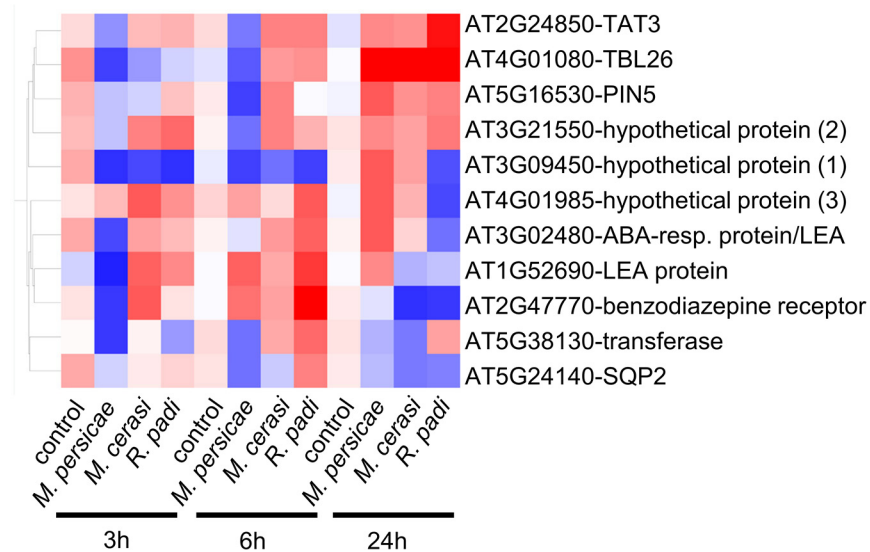 AT2G24850-TAT3
AT4G01080-TBL26
AT5G16530-PIN5
AT3G21550-hypothetical protein (2)
AT3G09450-hypothetical protein (1)
AT4G01985-hypothetical protein (3)
AT3G02480-ABA-resp. protein/LEA
AT1G52690-LEA protein
AT2G47770-benzodiazepine receptor
AT5G38130-transferase
AT5G24140-SQP2
control
M. persicae
M. cerasi
R. padi
control
M. persicae
M. cerasi
R. padi
control
M. persicae
M. cerasi
R. padi
3h
6h
24h